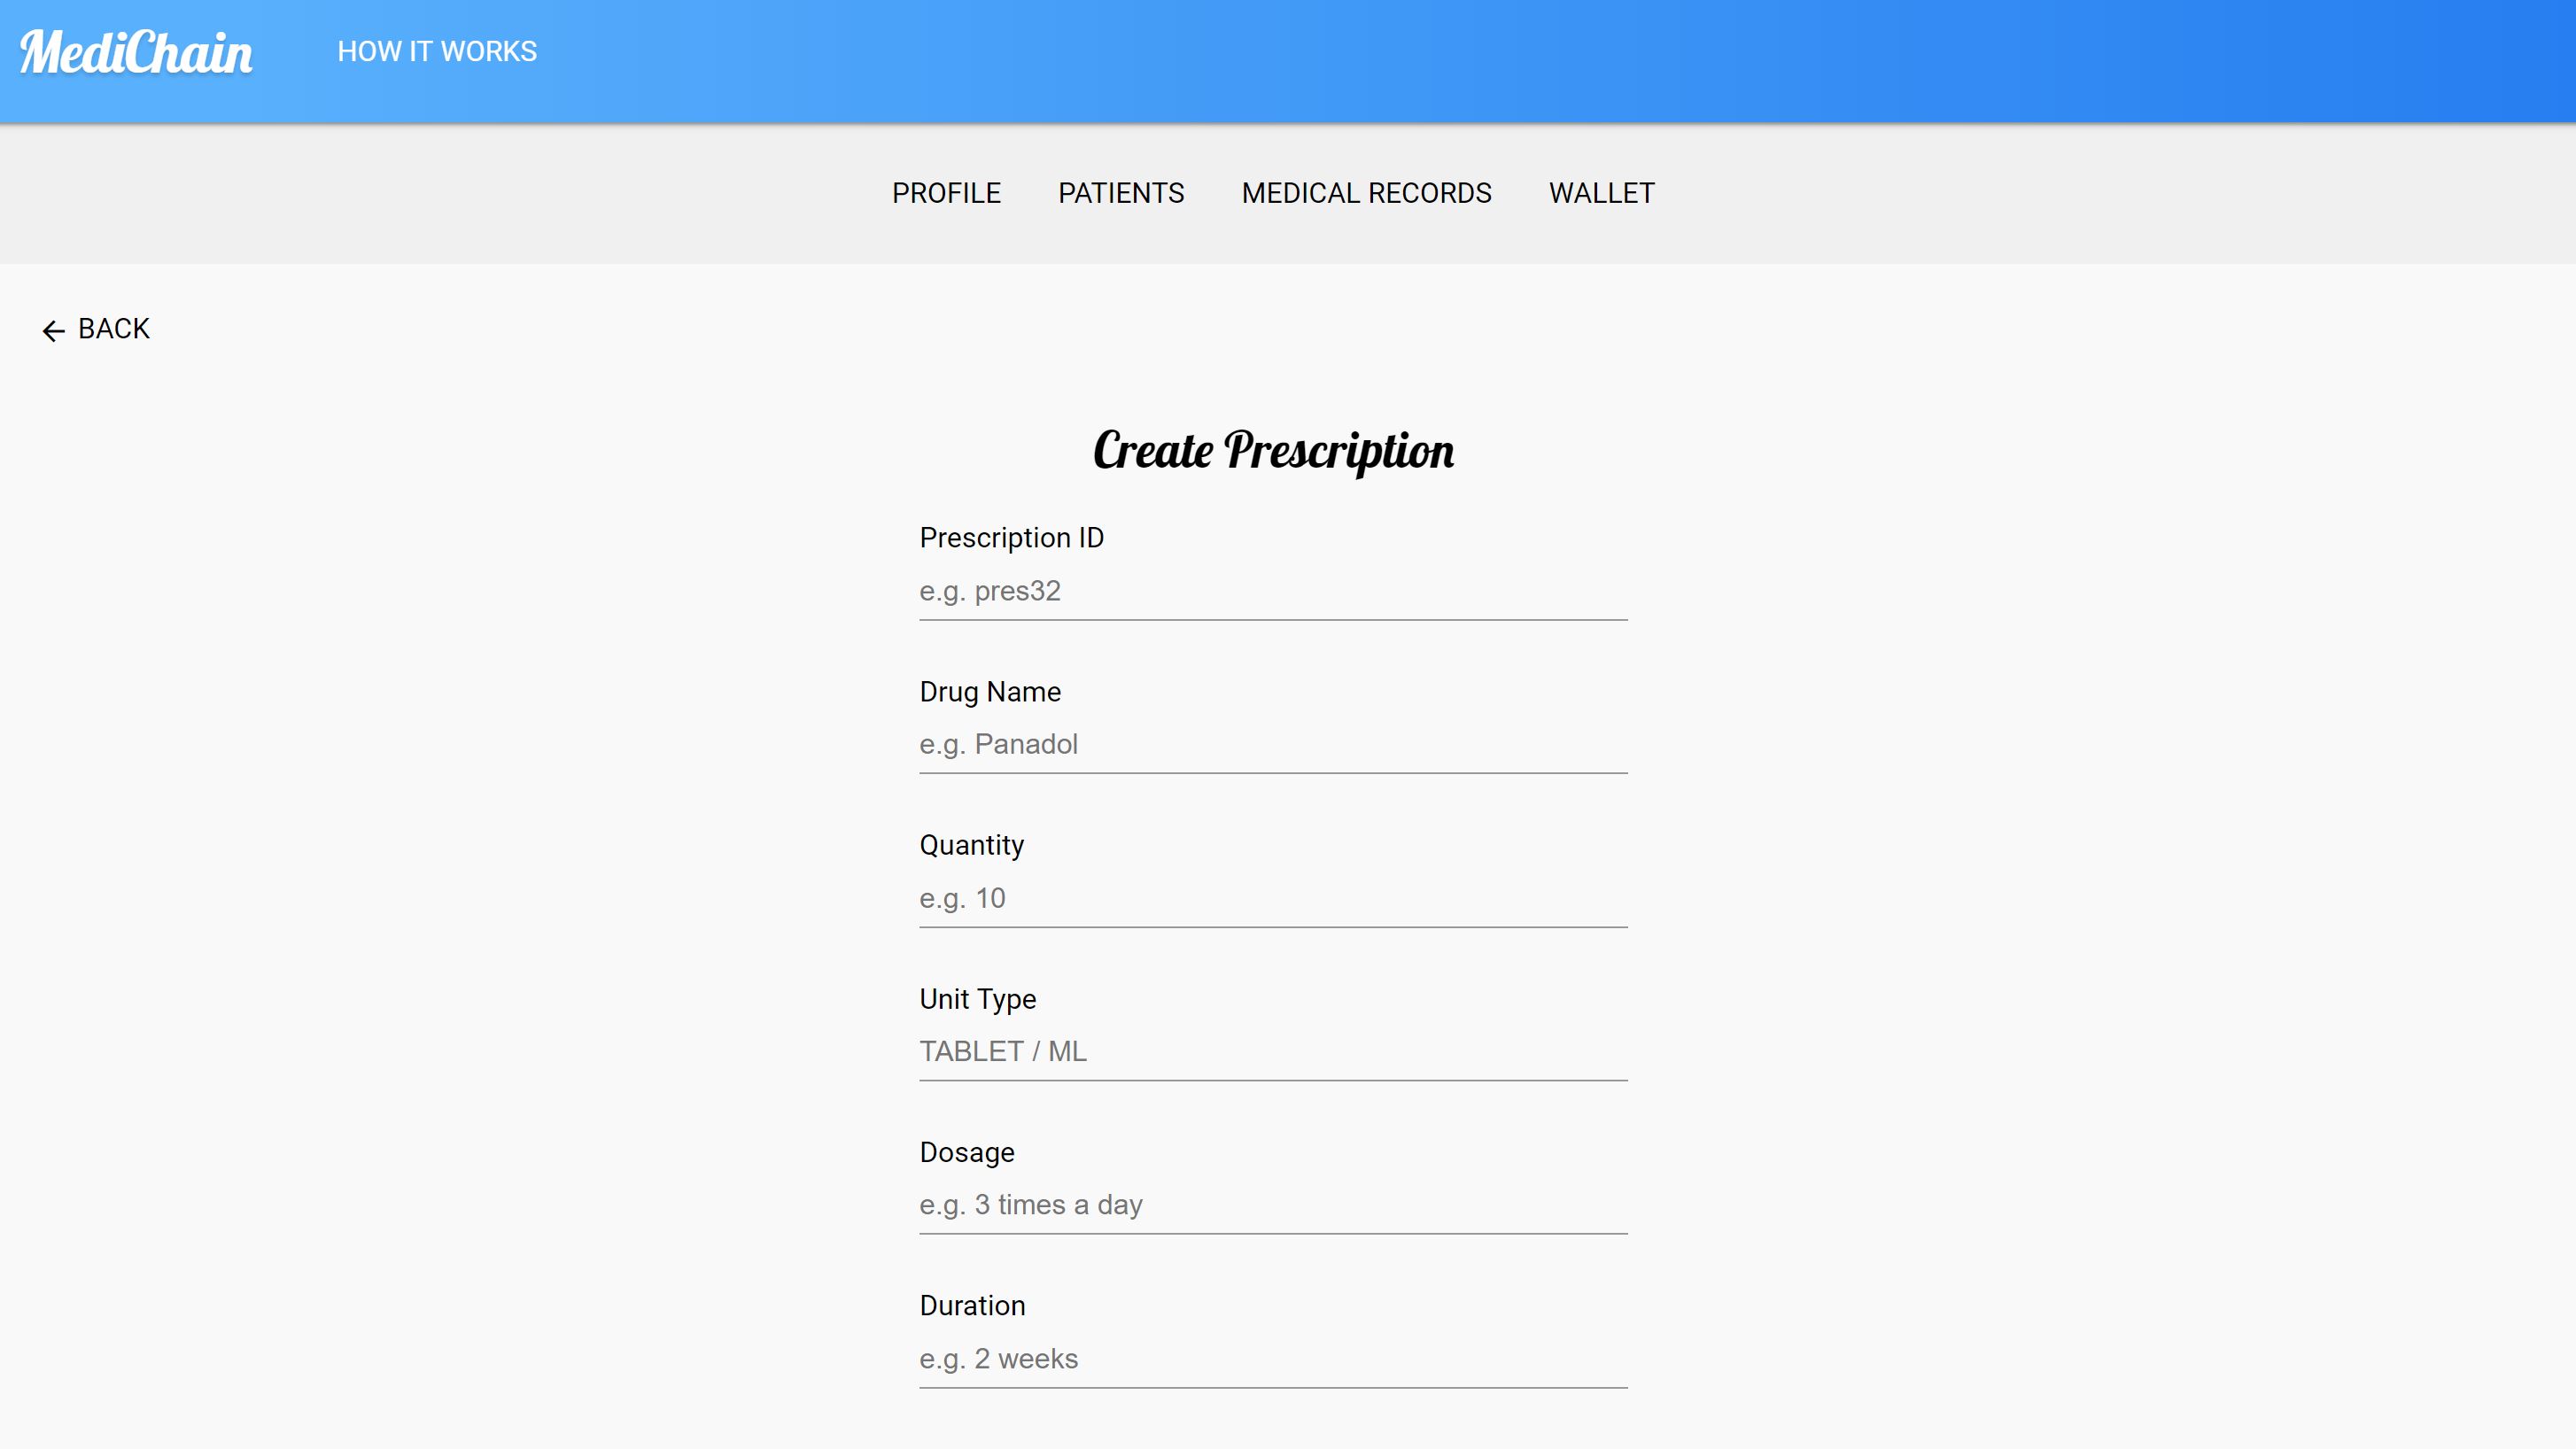 MediChain HOW IT WORKS
PROFILE PATIENTS MEDICAL RECORDS WALLET
BACK
Create Prescription
Prescription ID
e.g. pres32
Drug Name
e.g. Panadol
Quantity
e.g. 10
Unit Type
TABLET / ML
Dosage
e.g. 3 times a day
Duration
e.g. 2 weeks